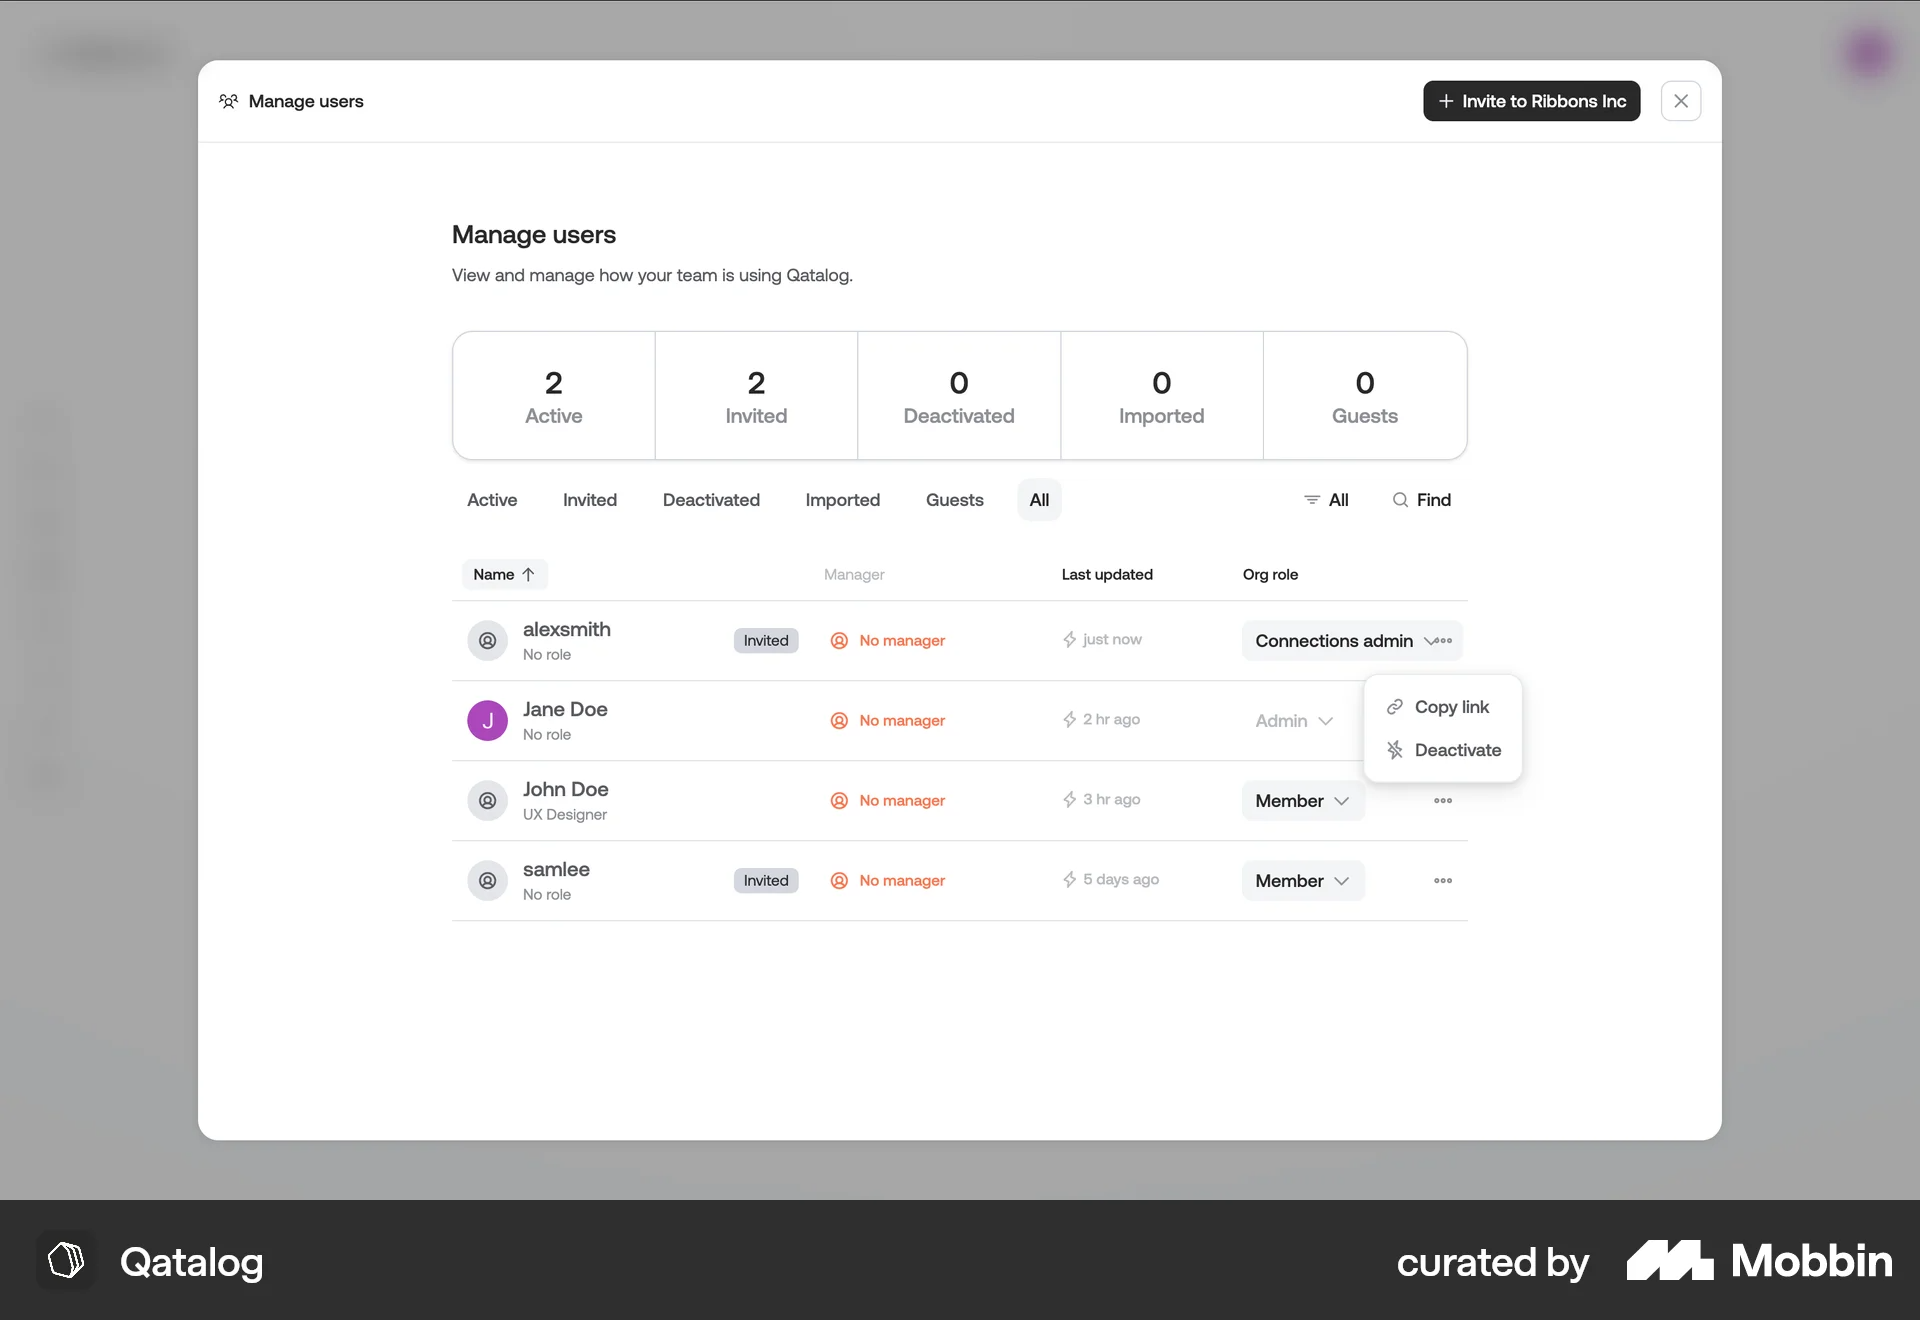 Manage users
Invite to Ribbons Inc
Manage users
View and manage how your team is using Qatalog.
2 2 0 0 0
Active Invited Deactivated Imported Guests
Active Invited Deactivated Imported Guests All All Find
Name Manager Last updated Org role
alexsmith
No role
Invited No manager just now Connections admin
Copy link
Deactivate
Jane Doe
J
No role
No manager 2 hr ago Admin
John Doe
UX Designer
No manager 3 hr ago Member
samlee
No role
Invited No manager 5 days ago Member
Qatalog
curated by Mobbin